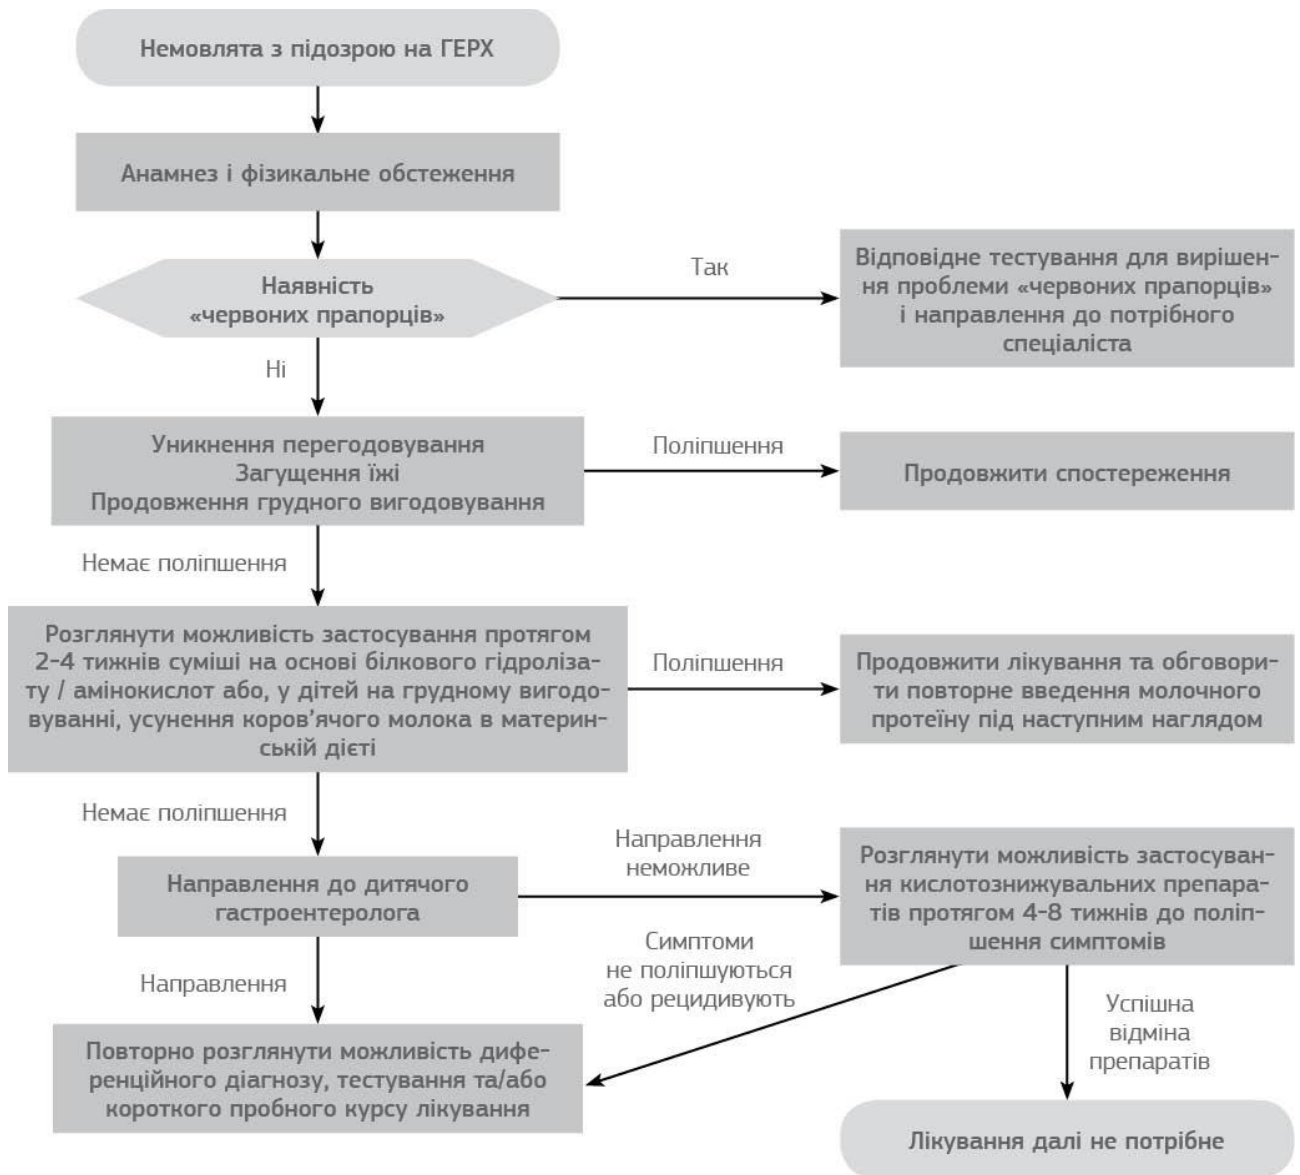 Немовлята з підозрою на ГЕРХ
Анамнез і фізикальне обстеження
Наявність
«червоних прапорців»
Так
Відповідне тестування для вирішен-
ня проблеми «червоних прапорців»
і направлення до потрібного
спеціаліста
Ні
Уникнення перегодовування
Загущення їжі
Продовження грудного вигодовування
Поліпшення
Продовжити спостереження
Немає поліпшення
Розглянути можливість застосування протягом
2-4 тижнів суміші на основі білкового гідроліза-
ту / амінокислот або, у дітей на грудному вигодо-
вуванні, усунення коров’ячого молока в материн-
ській дієті
Поліпшення
Продовжити лікування та обговори-
ти повторне введення молочного
протеїну під наступним наглядом
Немає поліпшення
Направлення до дитячого
гастроентеролога
Направлення
неможливе
Розглянути можливість застосуван-
ня кислотознижувальних препара-
тів протягом 4-8 тижнів до поліп-
шення симптомів
Направлення
Симптоми
не поліпшуються
або рецидивують
Успішна
відміна
препаратів
Повторно розглянути можливість дифе-
ренційного діагнозу, тестування та/або
короткого пробного курсу лікування
Лікування далі не потрібне